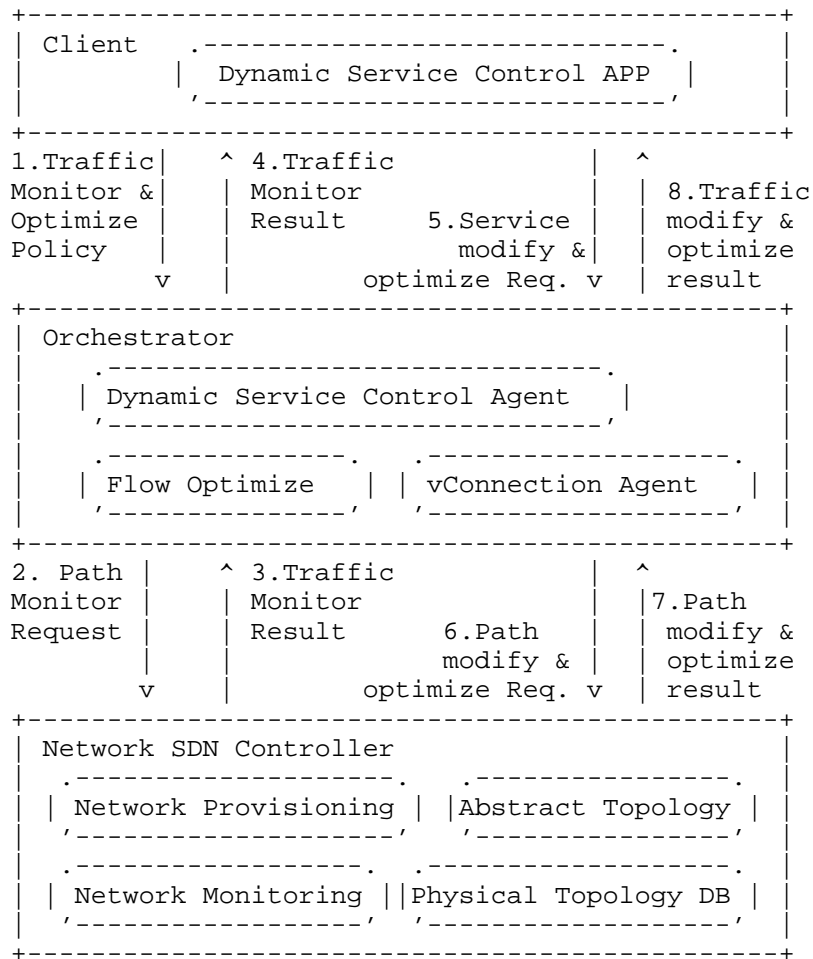 Client
Dynamic Service Control APP
1.Traffic ^ 4.Traffic ^
Monitor & Monitor 8.Traffic
Optimize Result 5.Service modify &
Policy modify & optimize
v optimize Req. v result
Orchestrator
Dynamic Service Control Agent
Flow Optimize vConnection Agent
2. Path ^ 3.Traffic ^
Monitor Monitor 7.Path
Request Result 6.Path modify &
modify & optimize
v optimize Req. v result
Network SDN Controller
Network Provisioning Abstract Topology
Network Monitoring Physical Topology DB